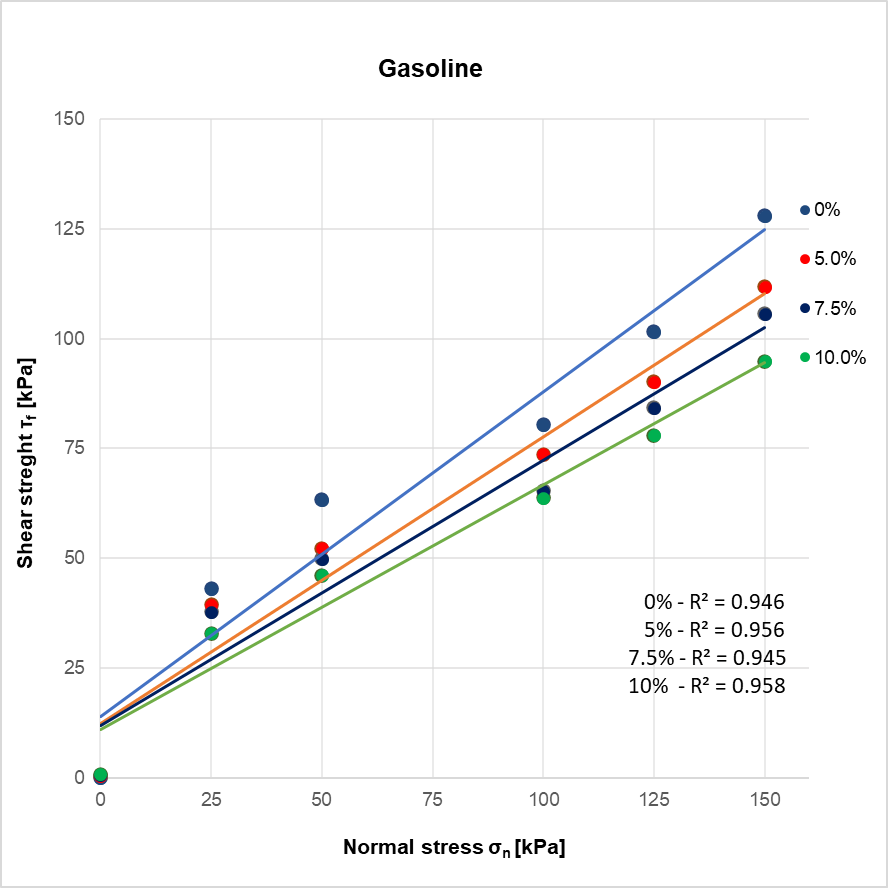 Gasoline
150
125
100
75
50
25
0
0
25
50
75
100
125
150
Shear streght τf [kPa]
Normal stress σn [kPa]
0%
5.0%
7.5%
10.0%
0% - R² = 0.946
5% - R² = 0.956
7.5% - R² = 0.945
10% - R² = 0.958